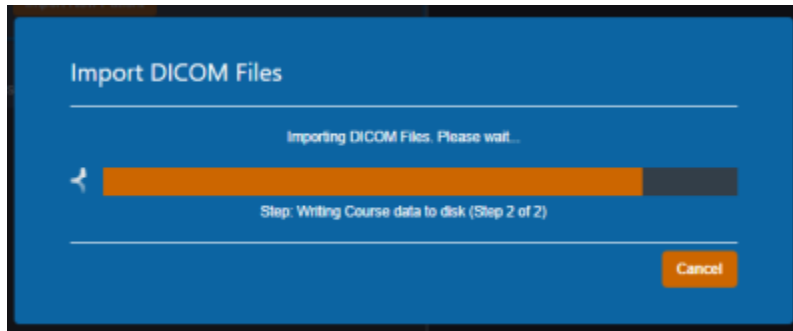 Import DICOM Files
Importing DICOM Files. Please wait...
Step: Writing Course data to disk (Step 2 of 2)
Cancel